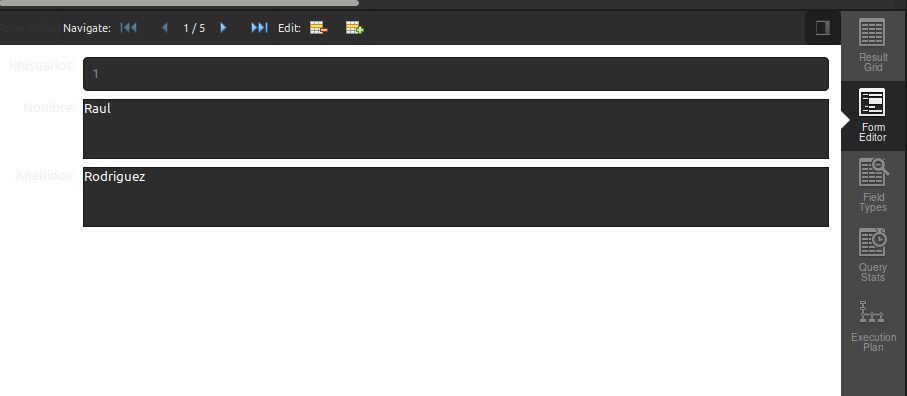 Form Editor Navigate: 1 / 5 Edit:
Idusuarios: 1
Nombre: Raul
Apellidos: Rodriguez
Result
Grid
Form
Editor
Field
Types
Query
Stats
Execution
Plan